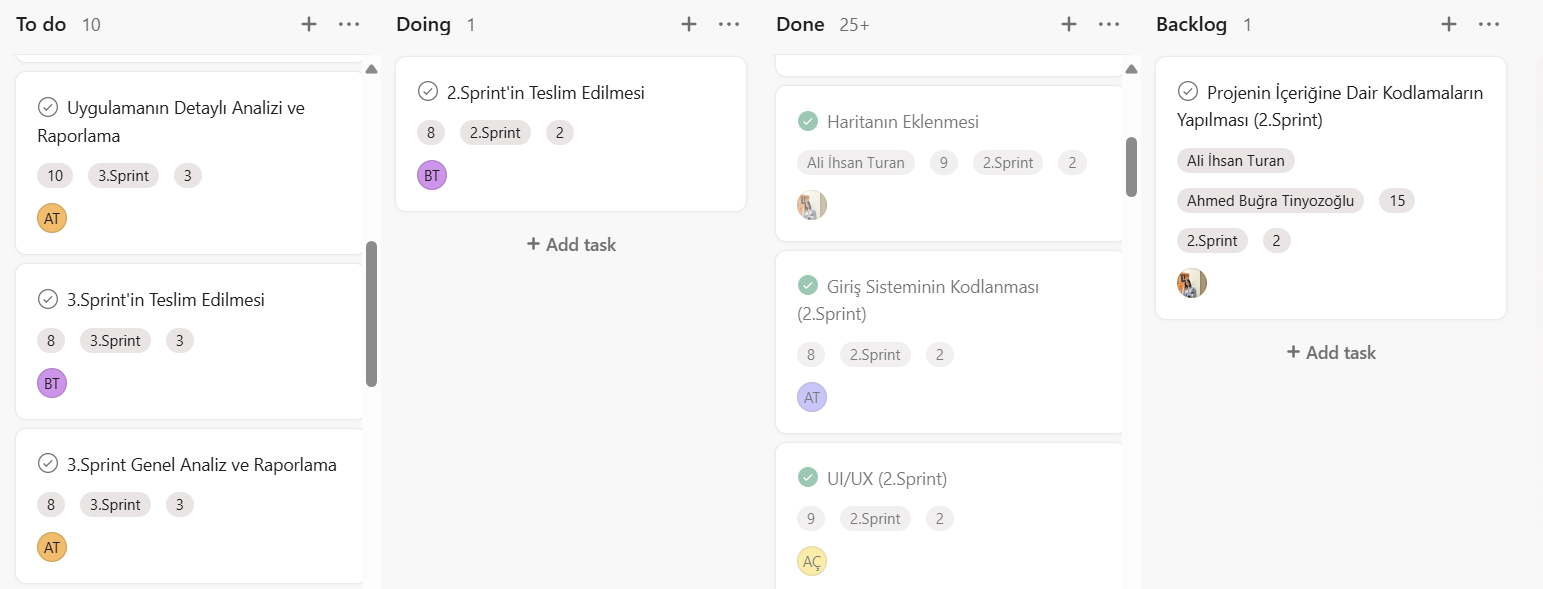 To do 10
Uygulamanın Detaylı Analizi ve
Raporlama
10 3.Sprint 3
AT
3.Sprint'in Teslim Edilmesi
8 3.Sprint 3
BT
3.Sprint Genel Analiz ve Raporlama
8 3.Sprint 3
AT
Doing 1
2.Sprint'in Teslim Edilmesi
8 2.Sprint 2
BT
+ Add task
Done 25+
Haritanın Eklenmesi
Ali İhsan Turan 9 2.Sprint 2
Giriş Sisteminin Kodlanması
(2.Sprint)
8 2.Sprint 2
AT
UI/UX (2.Sprint)
9 2.Sprint 2
AÇ
Backlog 1
Projenin İçeriğine Dair Kodlamaların
Yapılması (2.Sprint)
Ali İhsan Turan
Ahmed Buğra Tinyozoğlu 15
2.Sprint 2
+ Add task